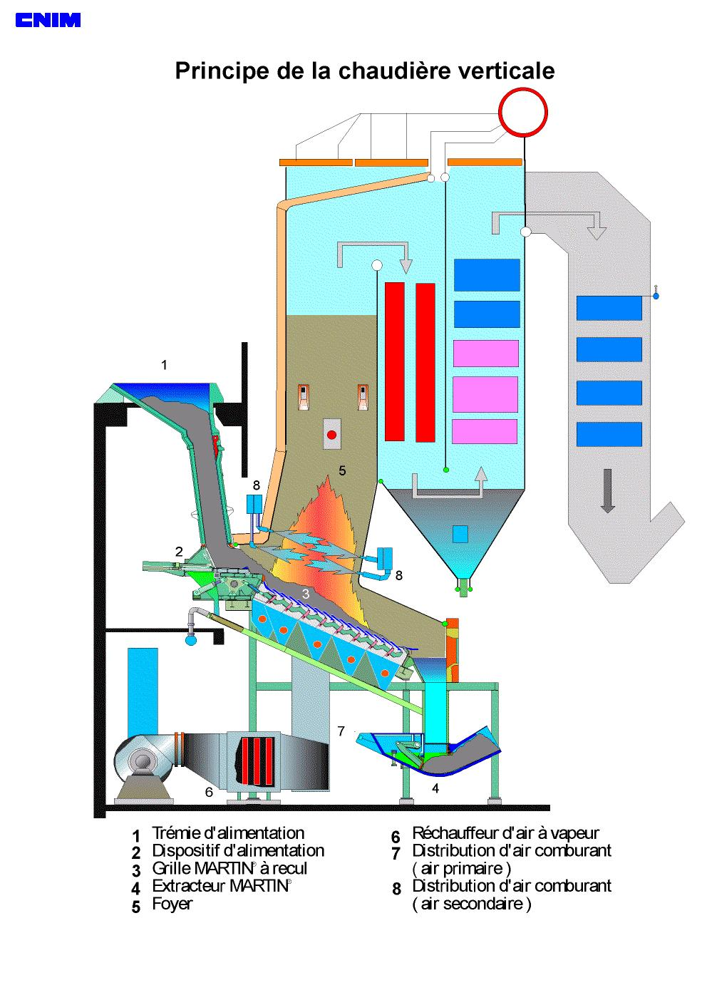 CNIM
Principe de la chaudière verticale
1
5
8
2
8
3
7
6
4
1 Trémie d'alimentation
2 Dispositif d'alimentation
3 Grille MARTIN® à recul
4 Extracteur MARTIN®
5 Foyer
6 Réchauffeur d'air à vapeur
7 Distribution d'air comburant
( air primaire )
8 Distribution d'air comburant
( air secondaire )